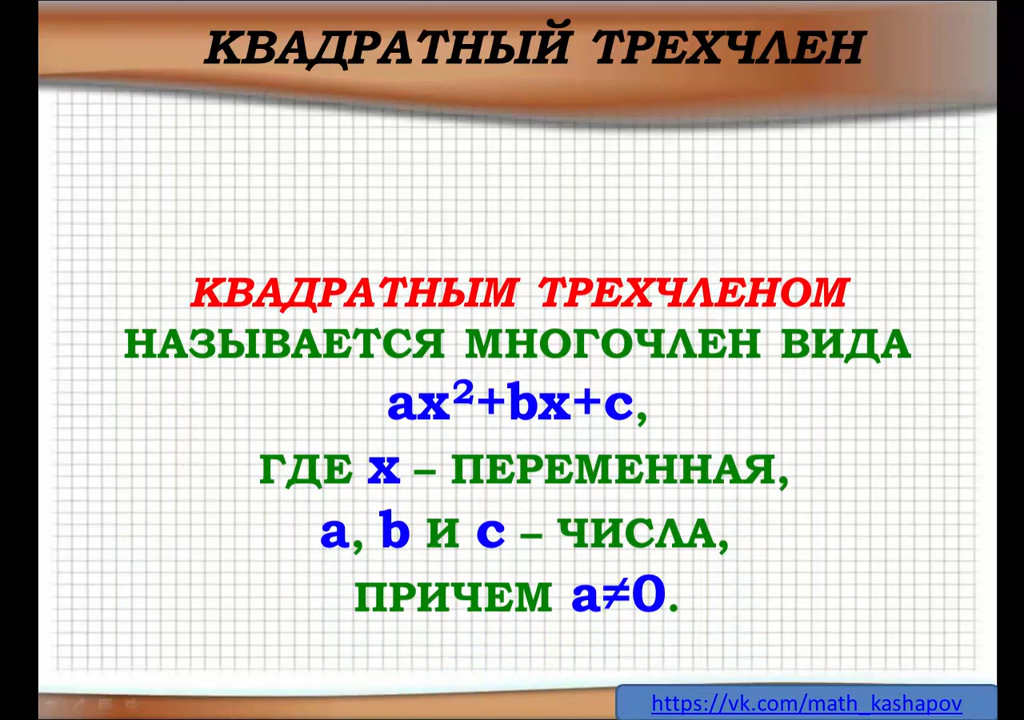 КВАДРАТНЫЙ ТРЕХЧЛЕН
КВАДРАТНЫМ ТРЕХЧЛЕНОМ
НАЗЫВАЕТСЯ МНОГОЧЛЕН ВИДА
ax²+bx+c,
ГДЕ x – ПЕРЕМЕННАЯ,
a, b И c – ЧИСЛА,
ПРИЧЕМ a≠0.
https://vk.com/math_kashapov